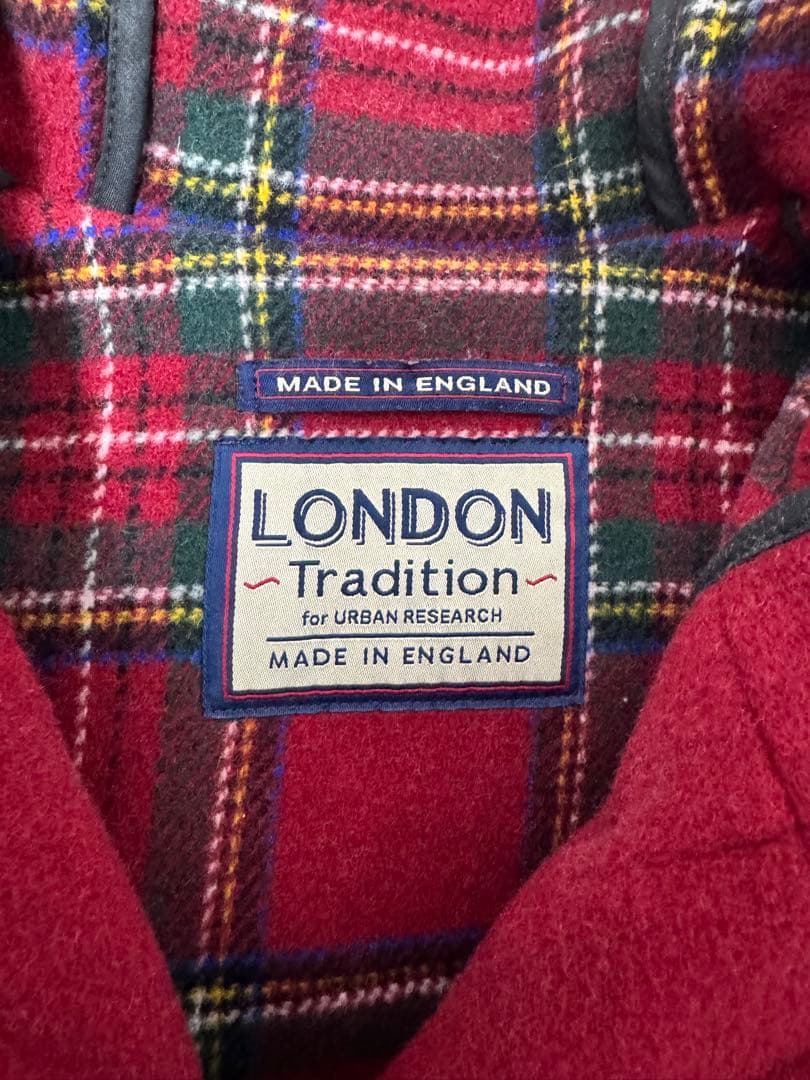 MADE IN ENGLAND
LONDON
Tradition
for URBAN RESEARCH
MADE IN ENGLAND